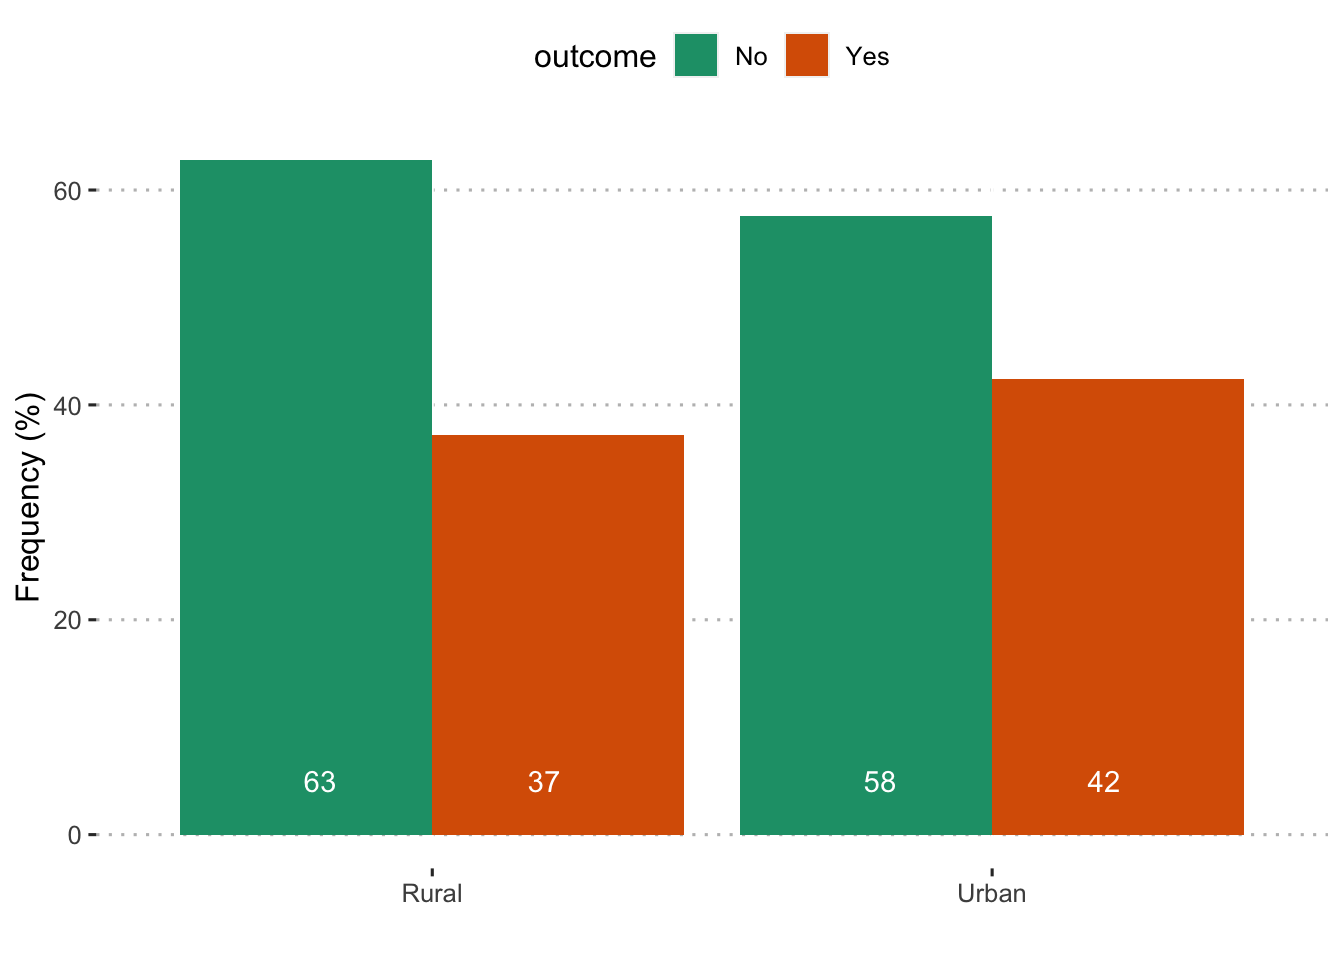 outcome No Yes
Frequency (%)
60
40
20
0
63 37 58 42
Rural Urban